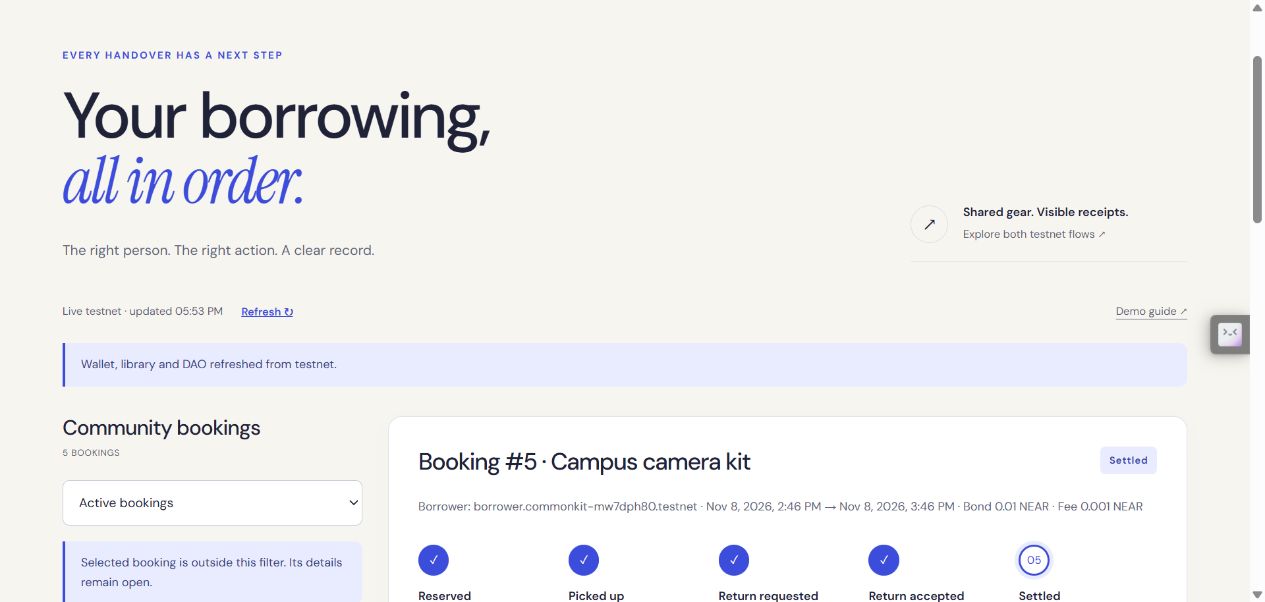 EVERY HANDOVER HAS A NEXT STEP
Your borrowing,
all in order.
The right person. The right action. A clear record.
Shared gear. Visible receipts.
Explore both testnet flows ↗
Live testnet · updated 05:53 PM Refresh ↻
Demo guide ↗
Wallet, library and DAO refreshed from testnet.
Community bookings
5 BOOKINGS
Active bookings
Selected booking is outside this filter. Its details
remain open.
Booking #5 · Campus camera kit
Settled
Borrower: borrower.commonkit-mw7dph80.testnet · Nov 8, 2026, 2:46 PM → Nov 8, 2026, 3:46 PM · Bond 0.01 NEAR · Fee 0.001 NEAR
✓ ✓ ✓ ✓ 05
Reserved Picked up Return requested Return accepted Settled